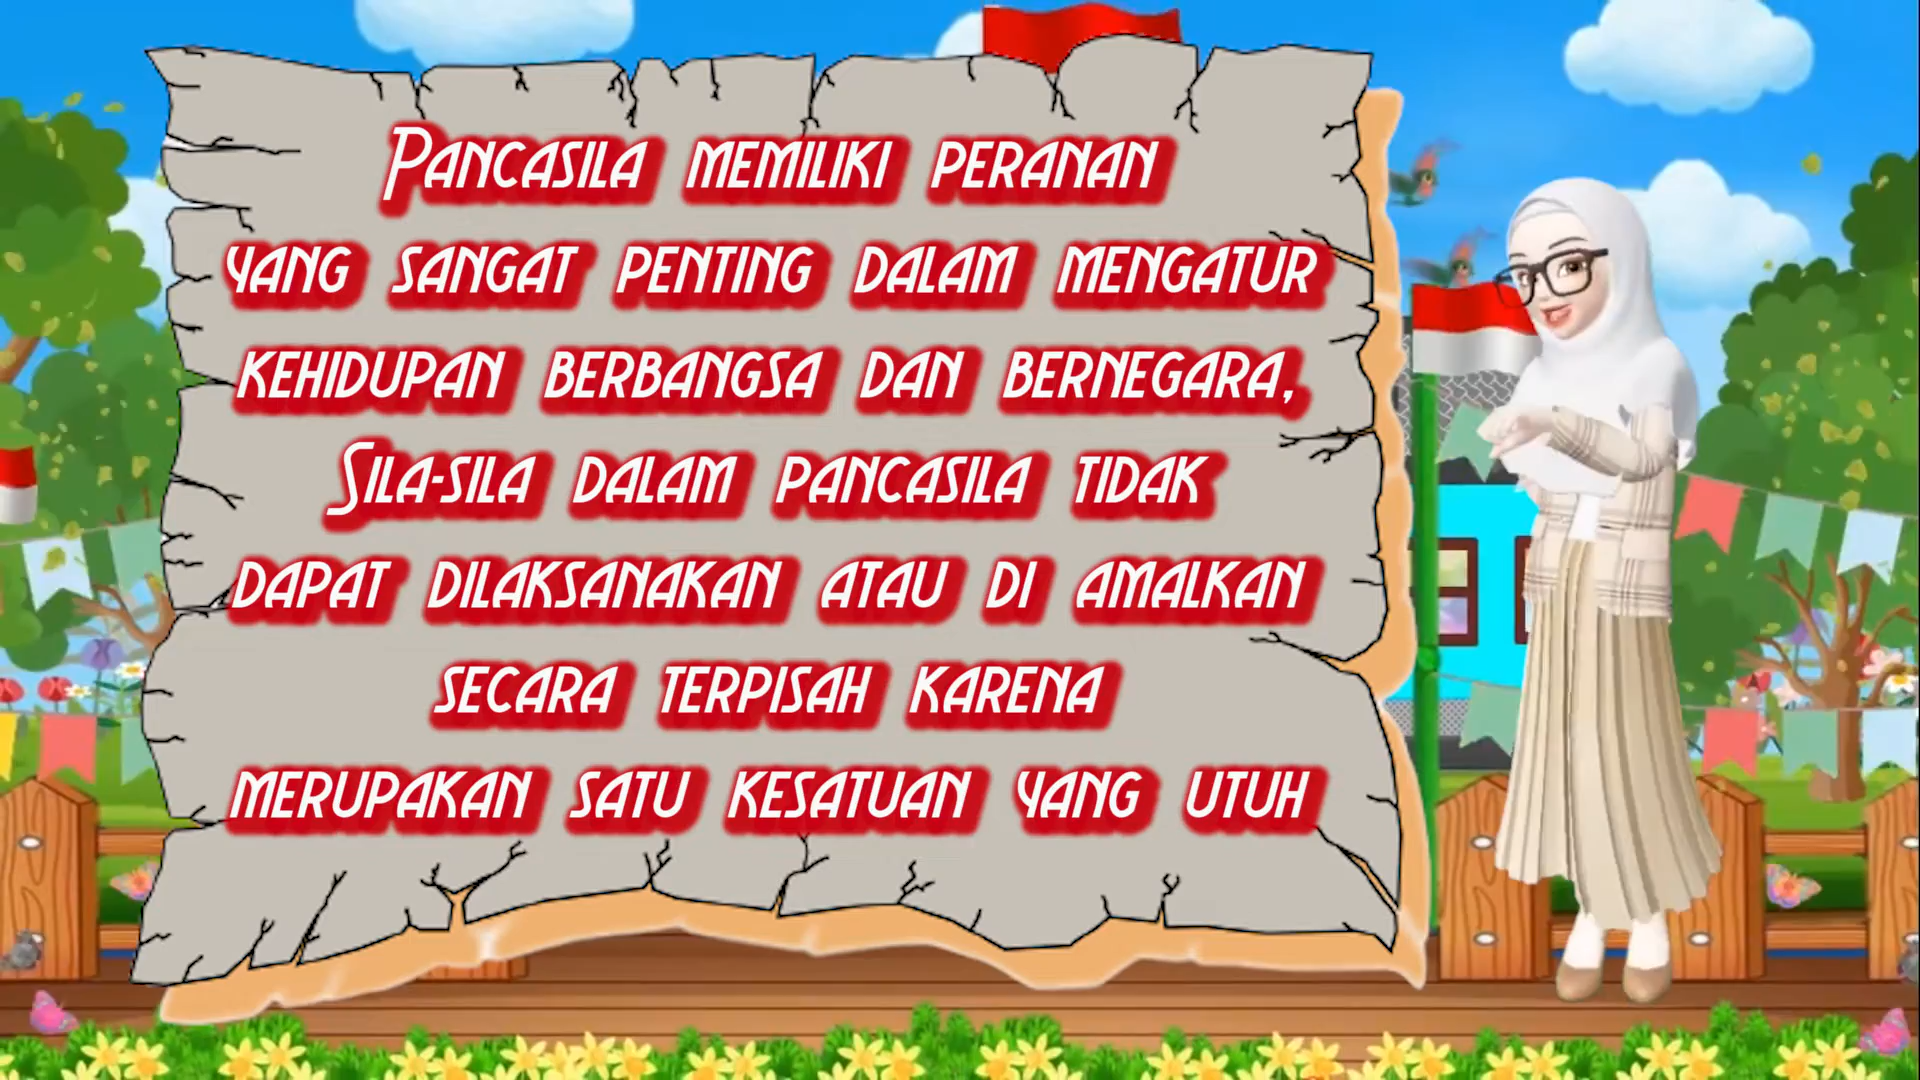 Pancasila memiliki peranan
yang sangat penting dalam mengatur
kehidupan berbangsa dan bernegara,
Sila-sila dalam pancasila tidak
dapat dilaksanakan atau di amalkan
secara terpisah karena
merupakan satu kesatuan yang utuh